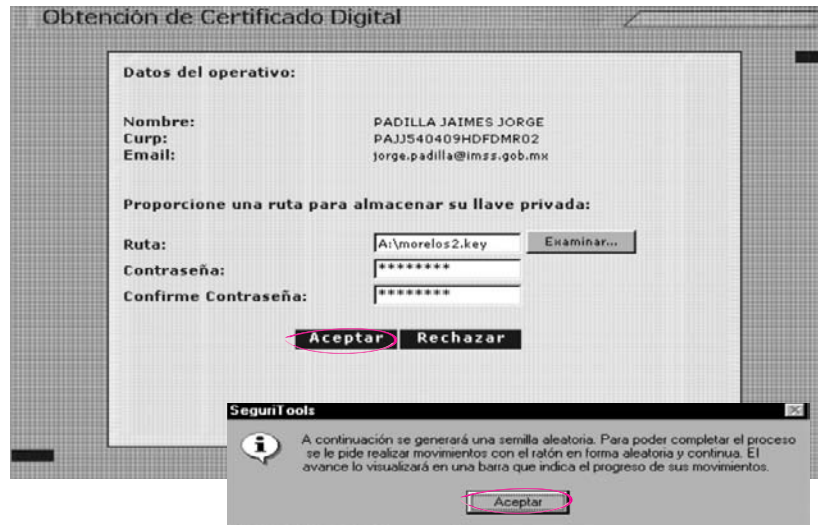 Obtención de Certificado Digital
Datos del operativo:
Nombre: PADILLA JAIMES JORGE
Curp: PAJJ540409HDFDMR02
Email: jorge.padilla@imss.gob.mx
Proporcione una ruta para almacenar su llave privada:
Ruta: A:\morelos2.key Examinar...
Contraseña: ********
Confirme Contraseña: ********
Aceptar Rechazar
SeguriTools
A continuación se generará una semilla aleatoria. Para poder completar el proceso
se le pide realizar movimientos con el ratón en forma aleatoria y continua. El
avance lo visualizará en una barra que indica el progreso de sus movimientos.
Aceptar